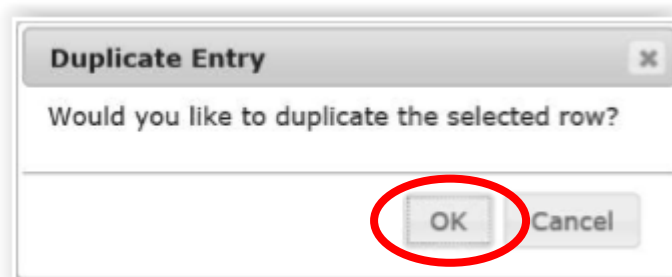 Duplicate Entry
Would you like to duplicate the selected row?
OK Cancel